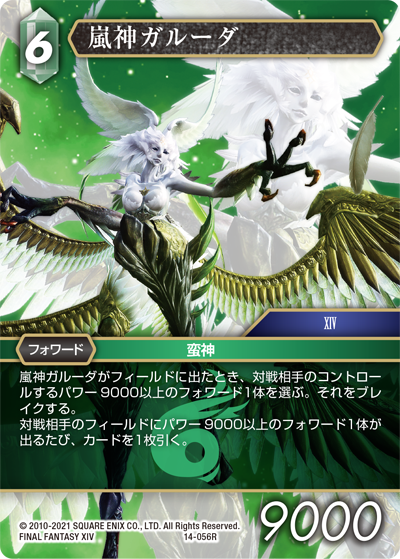 6
嵐神ガルーダ
XIV
フォワード
蛮神
嵐神ガルーダがフィールドに出たとき、対戦相手のコントロー
ルするパワー9000以上のフォワード1体を選ぶ。それをブレ
イクする。
対戦相手のフィールドにパワー9000以上のフォワード1体が
出るたび、カードを1枚引く。
© 2010-2021 SQUARE ENIX CO., LTD. All Rights Reserved.
FINAL FANTASY XIV
14-056R
9000